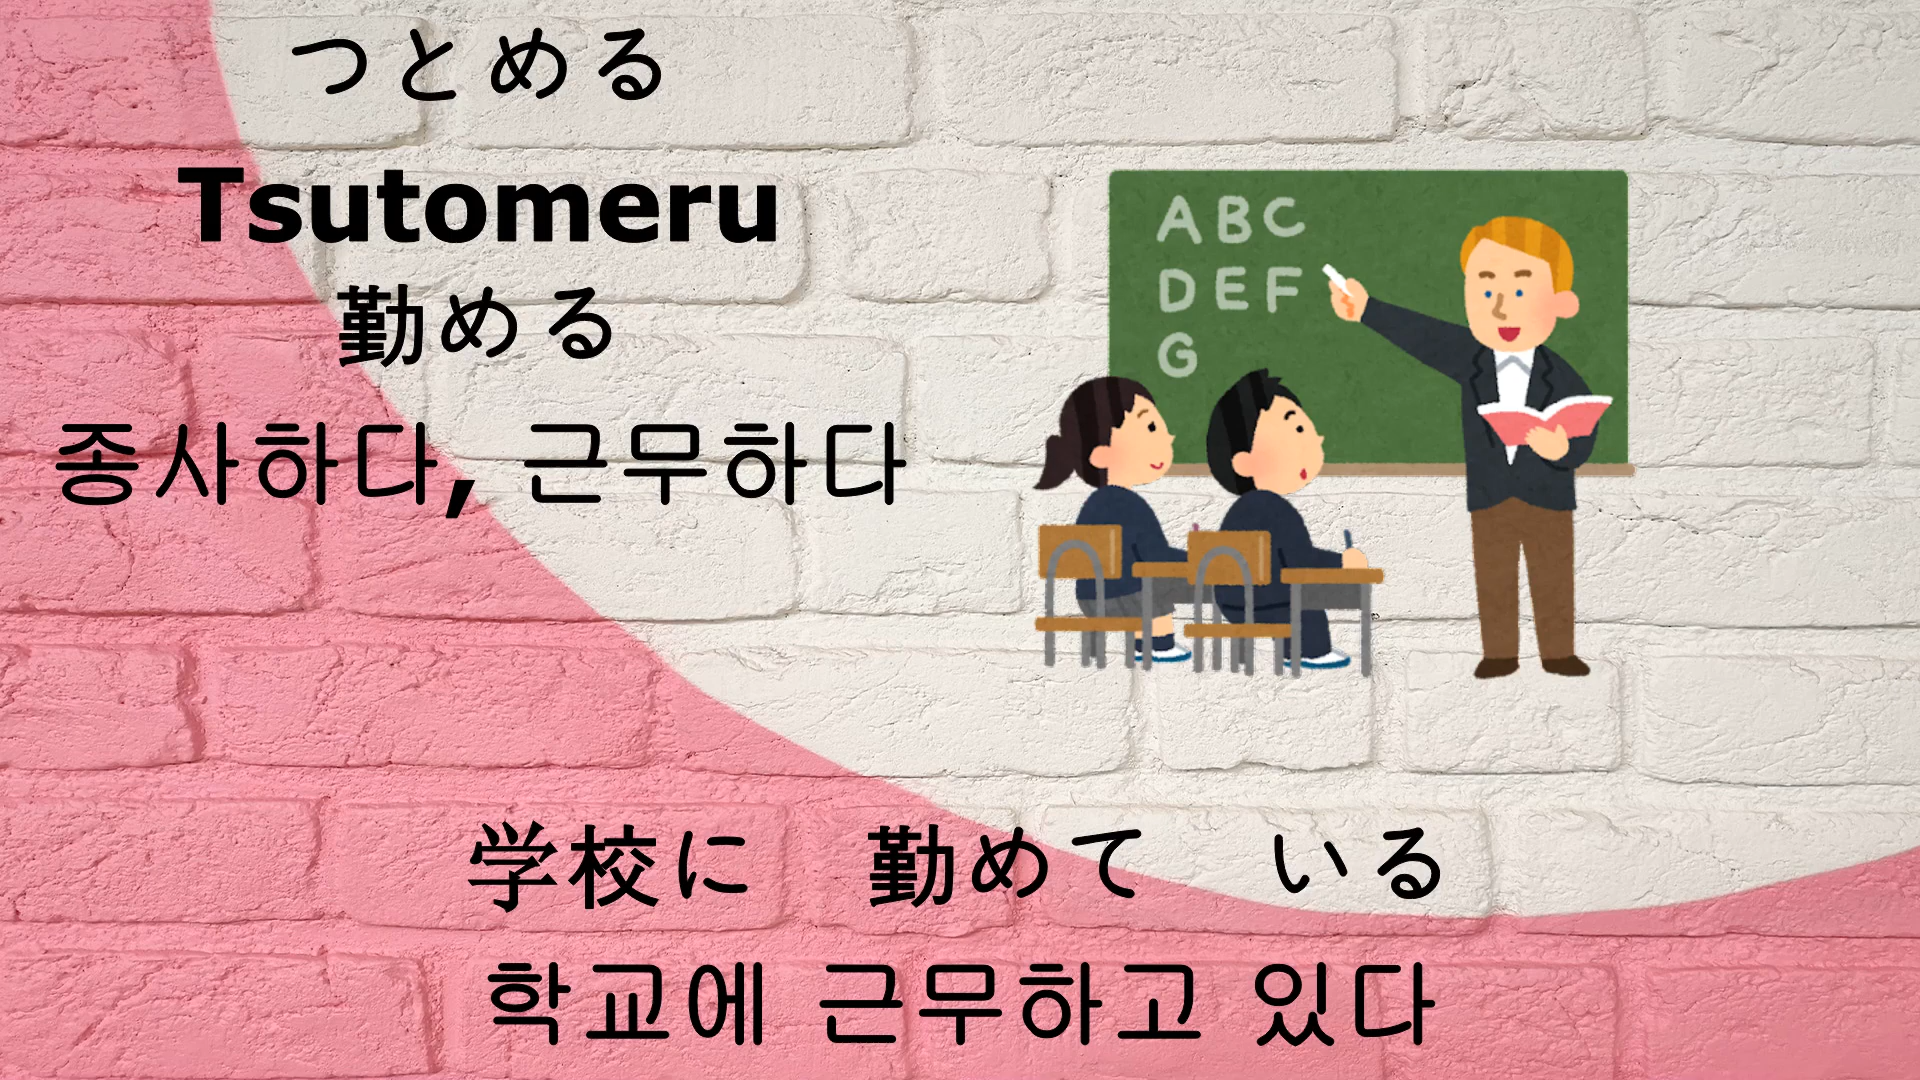 つとめる
Tsutomeru
勤める
종사하다, 근무하다
ABC
DEF
G
学校に 勤めて いる
학교에 근무하고 있다